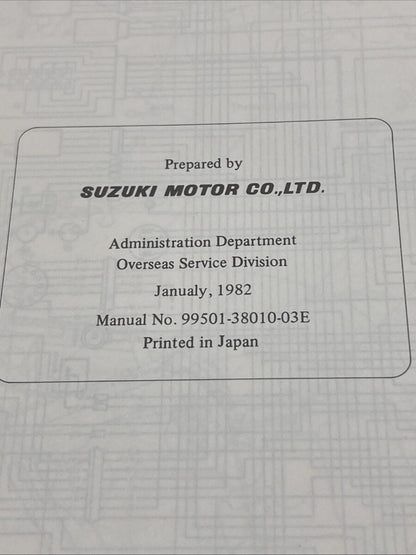 Prepared by
SUZUKI MOTOR CO.,LTD.
Administration Department
Overseas Service Division
Janualy, 1982
Manual No. 99501-38010-03E
Printed in Japan